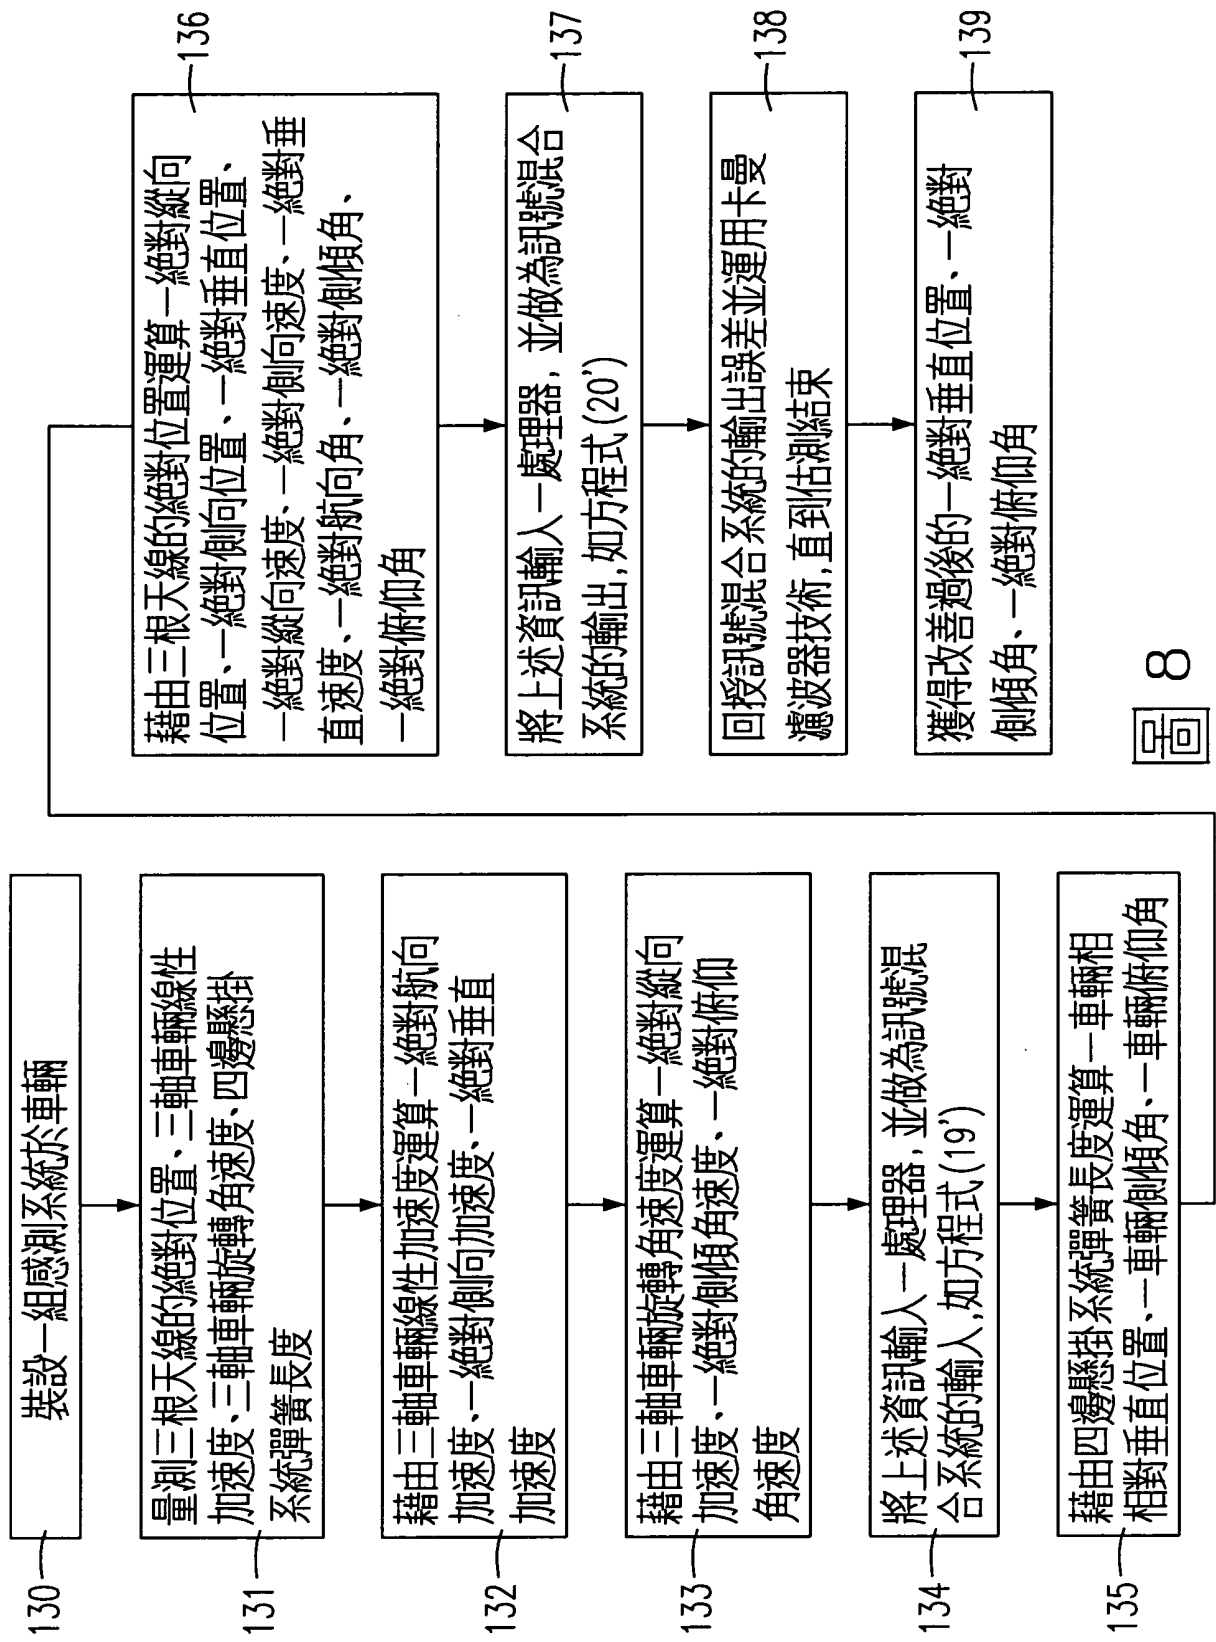 130
裝設一組感測系統於車輛
131
量測三根天線的絕對位置、三軸車輛線性
加速度、三軸車輛旋轉角速度、四邊懸掛
系統彈簧長度
132
藉由三軸車輛線性加速度運算一絕對航向
加速度、一絕對側向加速度、一絕對垂直
加速度
133
藉由三軸車輛旋轉角速度運算一絕對縱向
加速度、一絕對側傾角速度、一絕對俯仰
角速度
134
將上述資訊輸入一處理器, 並做為訊號混
合系統的輸入,如方程式(19')
135
藉由四邊懸掛系統彈簧長度運算一車輛相
相對垂直位置、一車輛側傾角、一車輛俯仰角
136
藉由三根天線的絕對位置運算一絕對縱向
位置、一絕對側向位置、一絕對垂直位置、
一絕對縱向速度、一絕對側向速度、一絕對垂
直速度、一絕對航向角、一絕對側傾角、
一絕對俯仰角
137
將上述資訊輸入一處理器, 並做為訊號混合
系統的輸出,如方程式(20')
138
回授訊號混合系統的輸出誤差並運用卡曼
濾波器技術,直到估測結束
139
獲得改善過後的一絕對垂直位置、一絕對
側傾角、一絕對俯仰角
圖 8